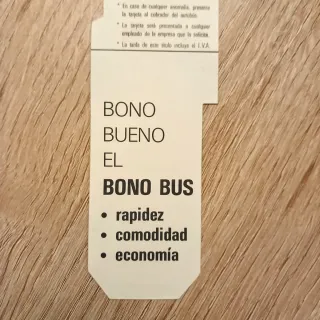 * En caso de cualquier anomalía, presente
la tarjeta al cobrador del autobús.
* La tarjeta será presentada a cualquier
empleado de la empresa que la solicite.
* La tarifa de este título incluye el I.V.A.
BONO
BUENO
EL
BONO BUS
• rapidez
• comodidad
• economía